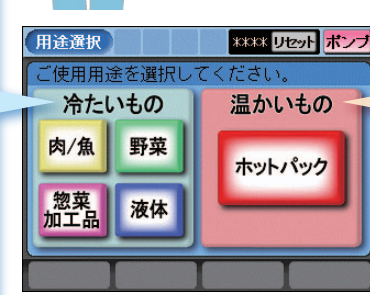 用途選択 **** リセット ポンプ
ご使用用途を選択してください。
冷たいもの 温かいもの
肉/魚 野菜 ホットパック
惣菜
加工品 液体